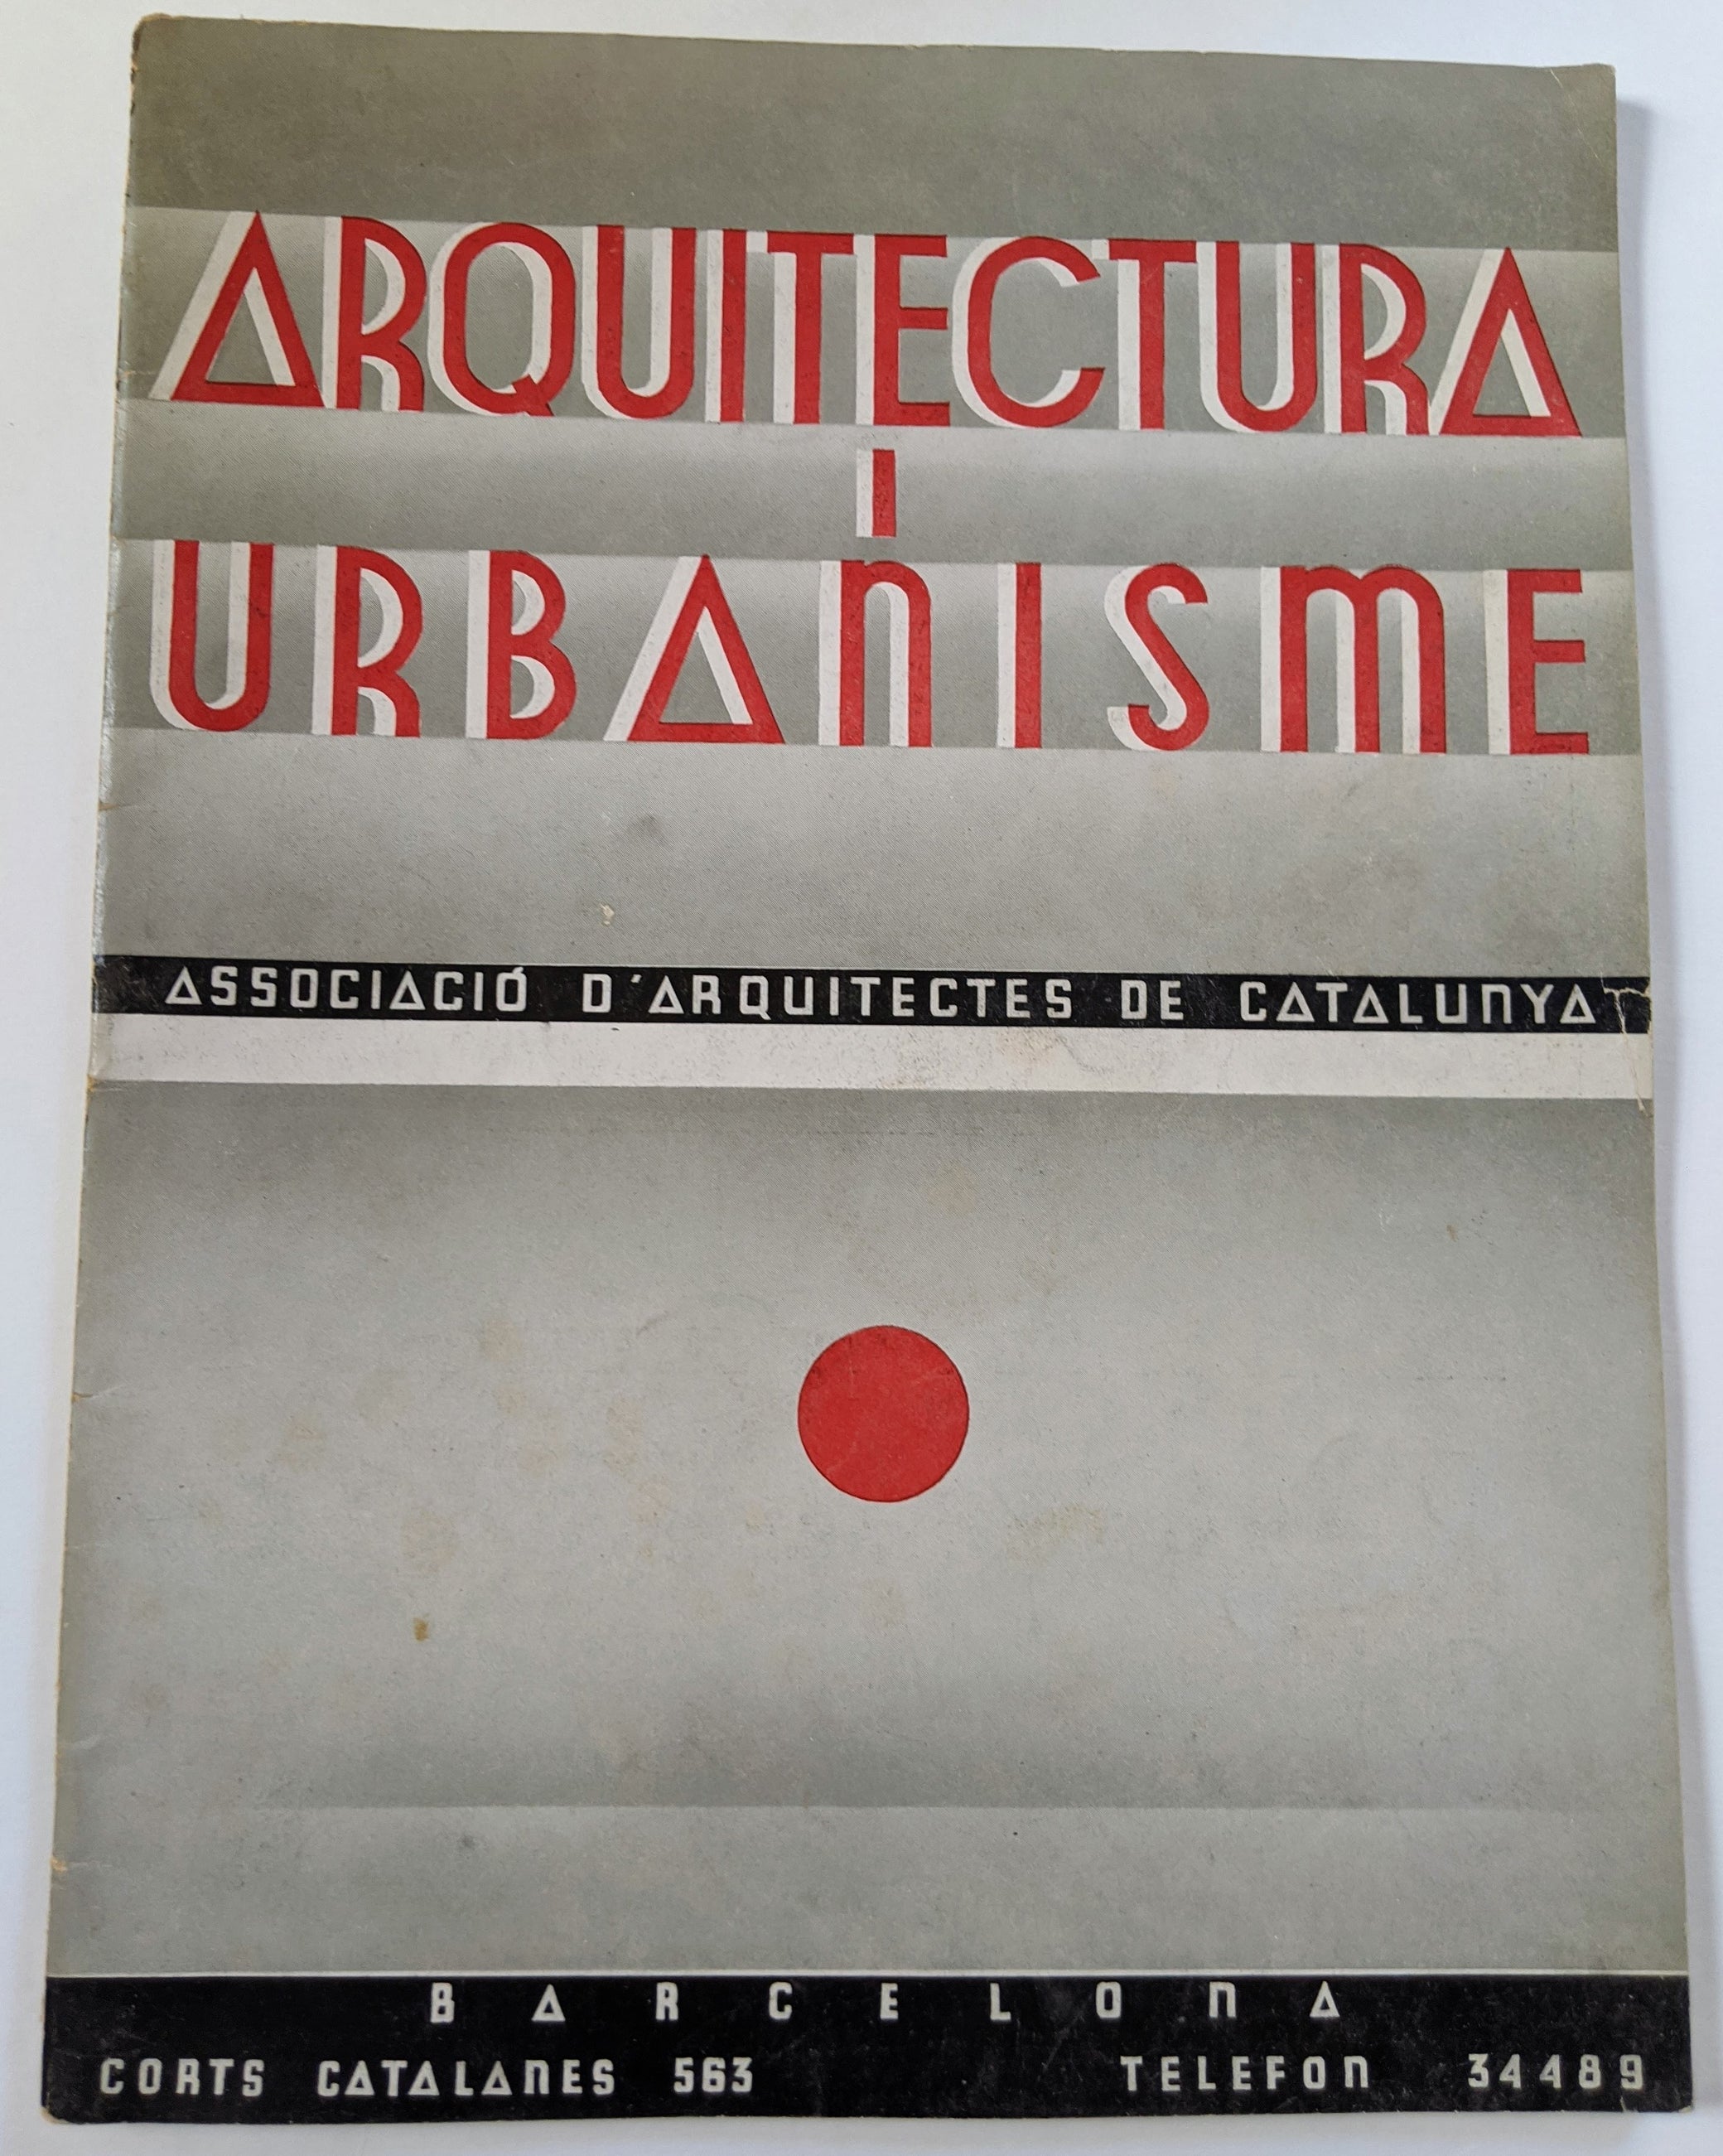 ARQUITECTURA
I
URBANISME
ASSOCIACIÓ D'ARQUITECTES DE CATALUNYA
BARCELONA
CORTS CATALANES 563 TELEFON 34489